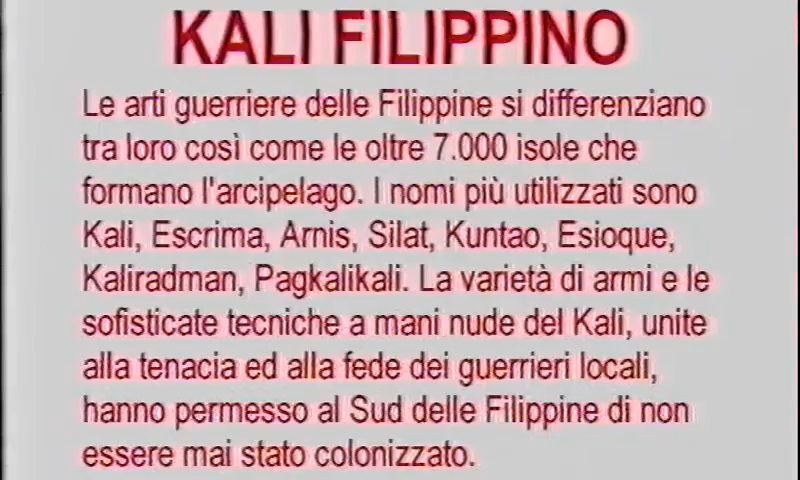 KALI FILIPPINO
Le arti guerriere delle Filippine si differenziano
tra loro così come le oltre 7.000 isole che
formano l'arcipelago. I nomi più utilizzati sono
Kali, Escrima, Arnis, Silat, Kuntao, Esioque,
Kaliradman, Pagkalikali. La varietà di armi e le
sofisticate tecniche a mani nude del Kali, unite
alla tenacia ed alla fede dei guerrieri locali,
hanno permesso al Sud delle Filippine di non
essere mai stato colonizzato.